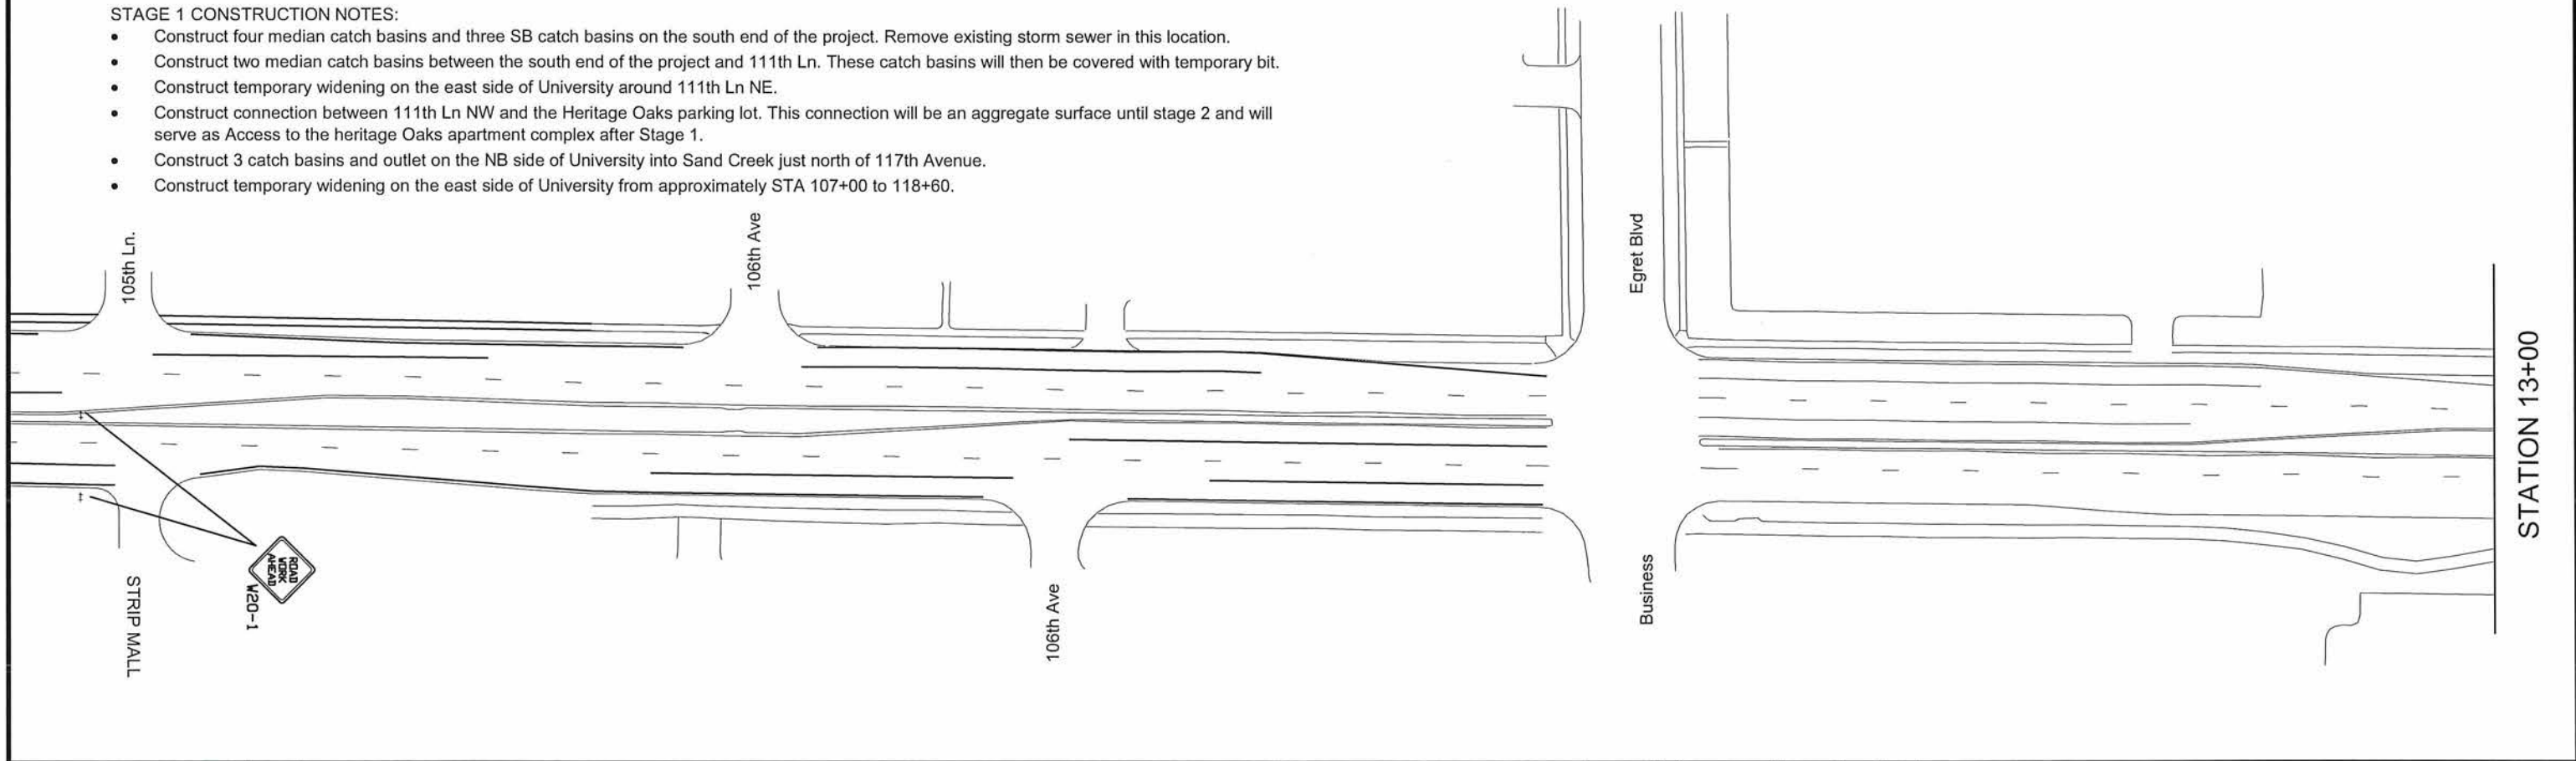 STAGE 1 CONSTRUCTION NOTES:
• Construct four median catch basins and three SB catch basins on the south end of the project. Remove existing storm sewer in this location.
• Construct two median catch basins between the south end of the project and 111th Ln. These catch basins will then be covered with temporary bit.
• Construct temporary widening on the east side of University around 111th Ln NE.
• Construct connection between 111th Ln NW and the Heritage Oaks parking lot. This connection will be an aggregate surface until stage 2 and will
serve as Access to the heritage Oaks apartment complex after Stage 1.
• Construct 3 catch basins and outlet on the NB side of University into Sand Creek just north of 117th Avenue.
• Construct temporary widening on the east side of University from approximately STA 107+00 to 118+60.
105th Ln.
106th Ave
Egret Blvd
STATION 13+00
ROAD
WORK
AHEAD
W20-1
STRIP MALL
106th Ave
Business